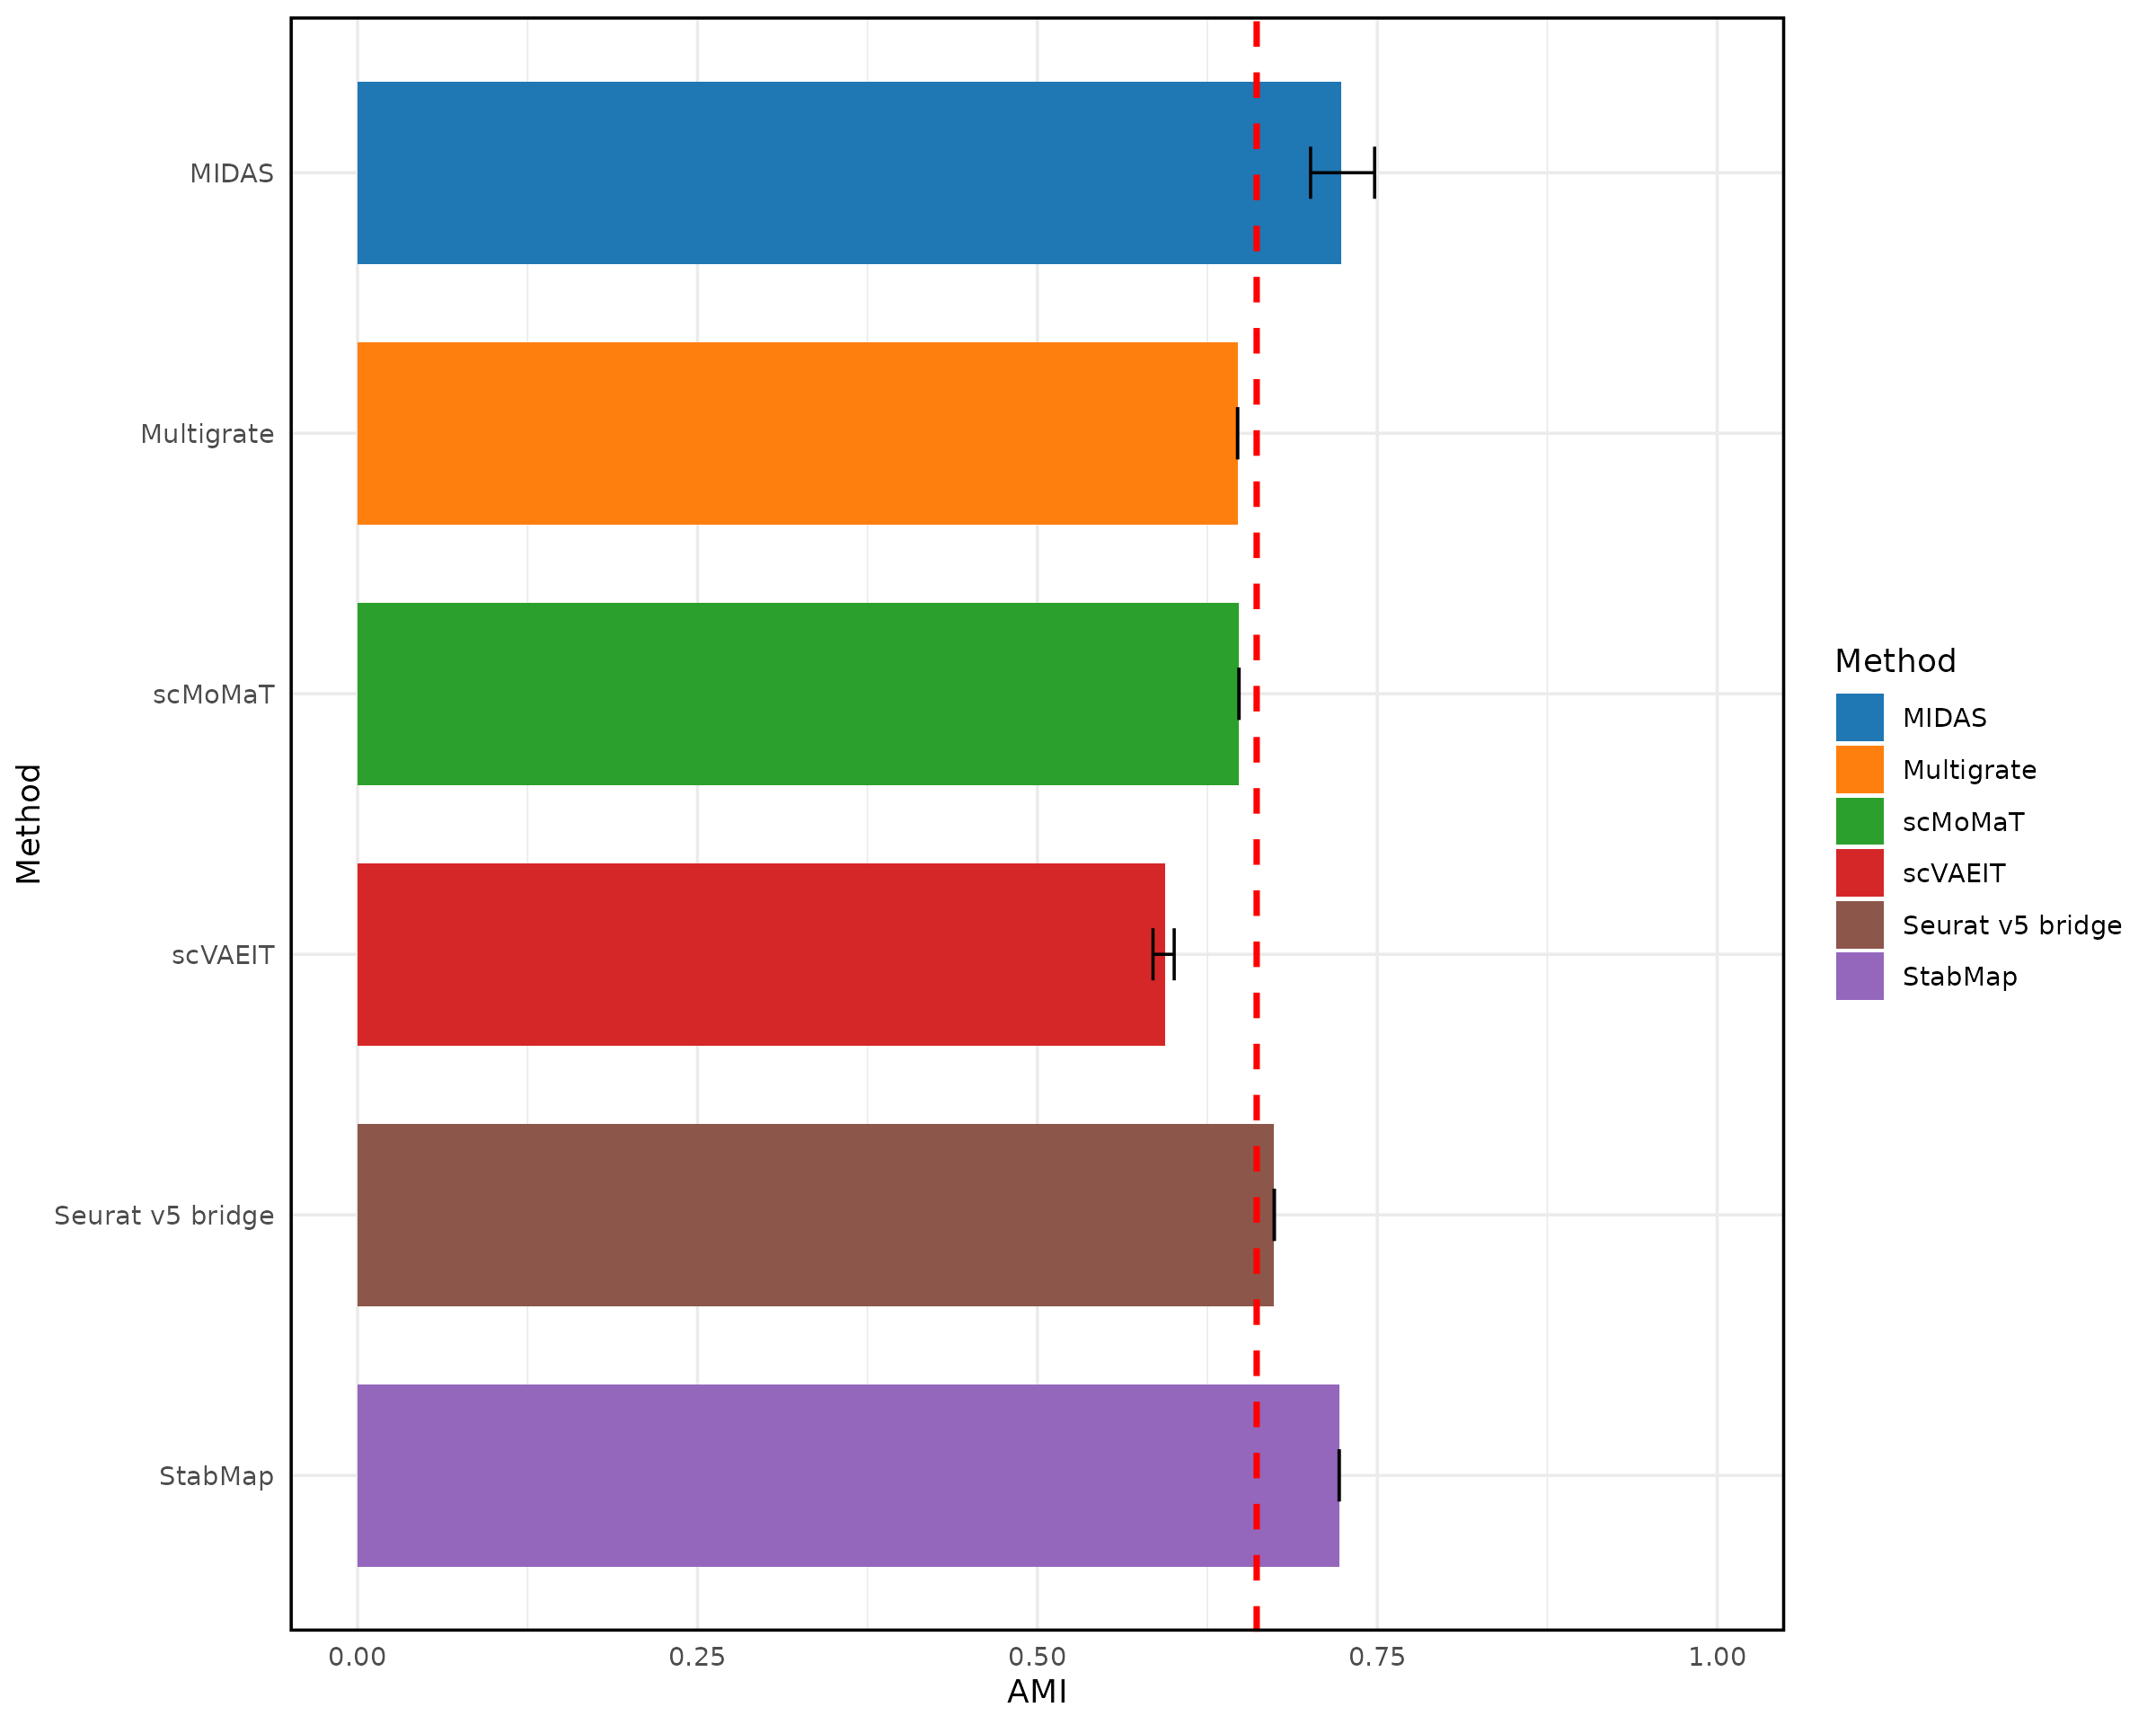 Method
MIDAS
Multigrate
scMoMaT
scVAEIT
Seurat v5 bridge
StabMap
0.00 0.25 0.50 0.75 1.00
AMI
Method
MIDAS
Multigrate
scMoMaT
scVAEIT
Seurat v5 bridge
StabMap